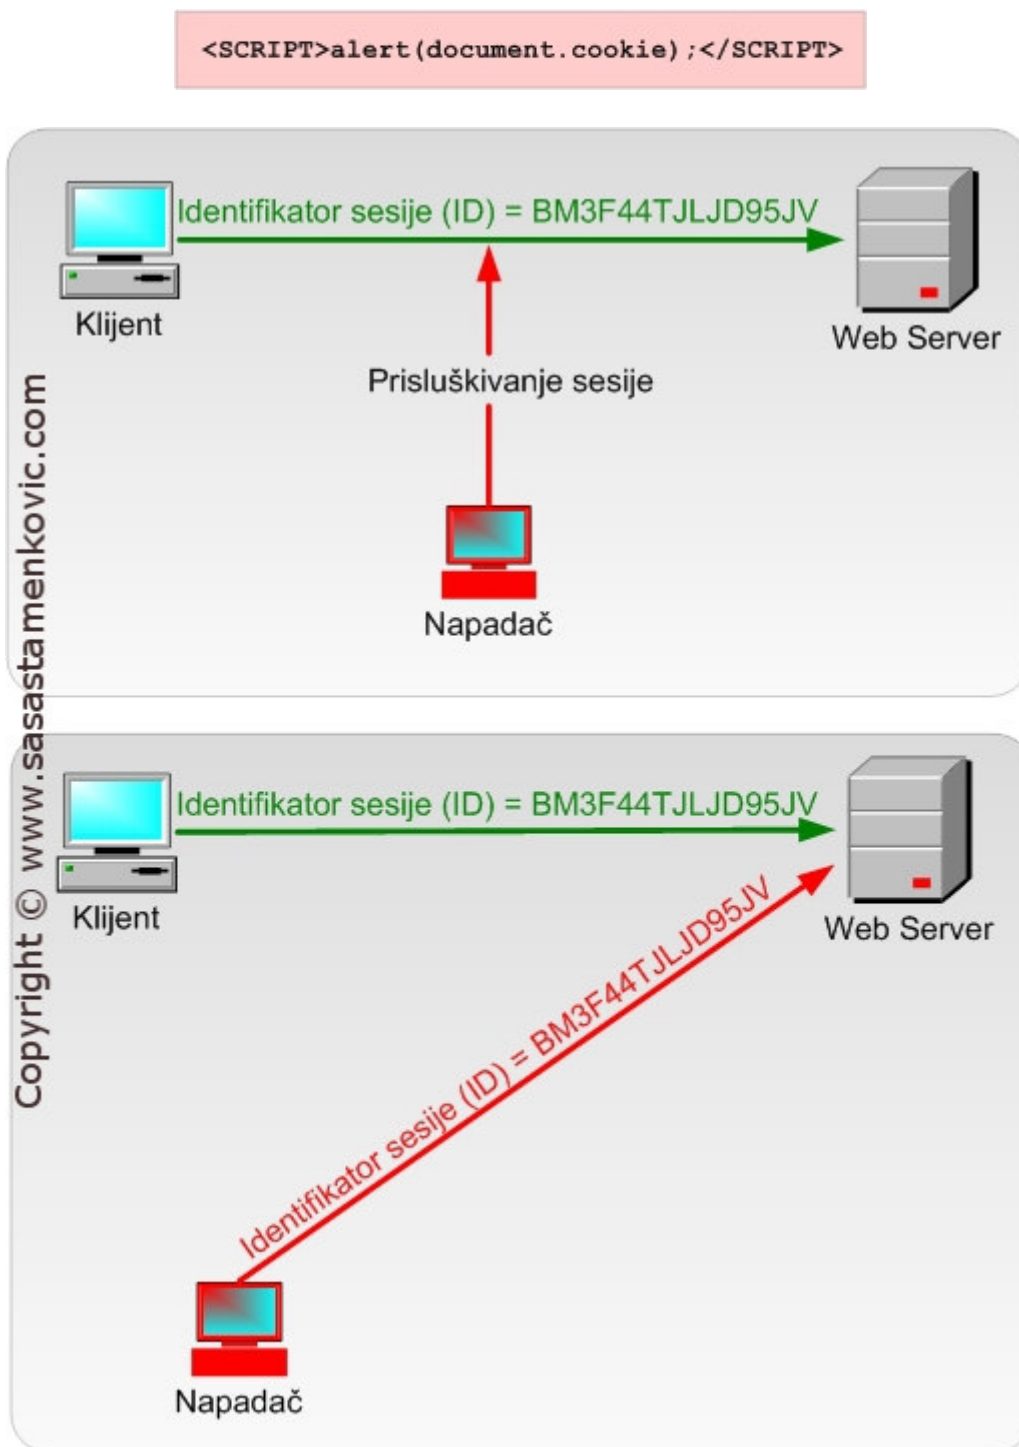 <SCRIPT>alert(document.cookie);</SCRIPT>
Identifikator sesije (ID) = BM3F44TJLJD95JV
Klijent
Web Server
Prisluškivanje sesije
Napadač
Identifikator sesije (ID) = BM3F44TJLJD95JV
Klijent
Web Server
Identifikator sesije (ID) = BM3F44TJLJD95JV
Napadač
Copyright © www.sasastamenkovic.com